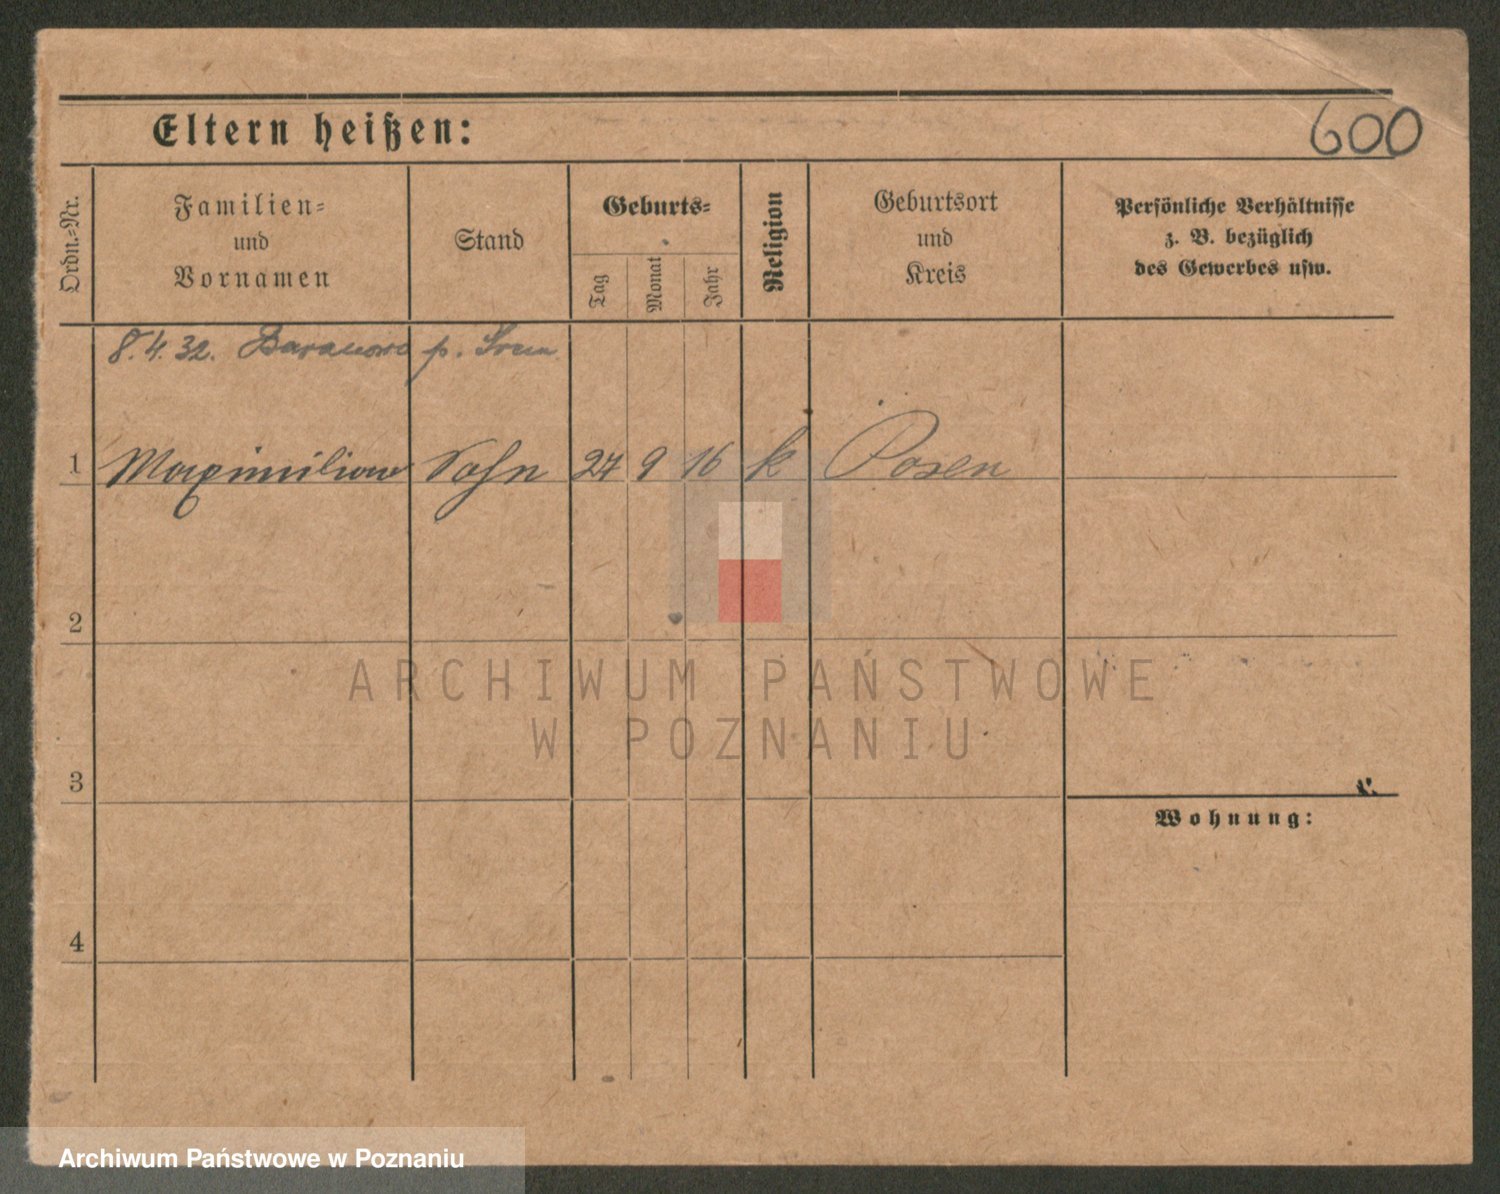 Eltern heißen:
600
Ordn.-Nr.
Familien-
und
Vornamen
Stand
Geburts-
Tag
Monat
Jahr
Religion
Geburtsort
und
Kreis
Persönliche Verhältnisse
z. B. bezüglich
des Gewerbes usw.
8.4.32. Baranowo p. Śrem
1 Maximilian Sohn 24 9 16 k Posen
2
3
4
Wohnung:
ARCHIWUM PAŃSTWOWE
W POZNANIU
Archiwum Państwowe w Poznaniu